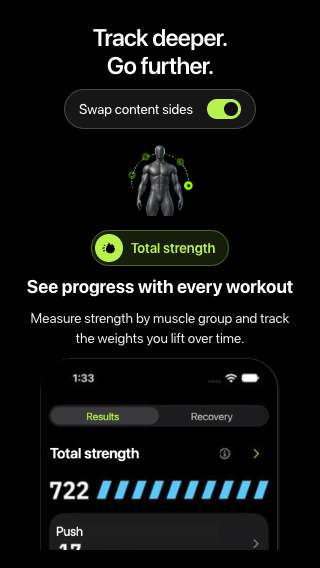 Track deeper.
Go further.
Swap content sides
Total strength
See progress with every workout
Measure strength by muscle group and track
the weights you lift over time.
1:33
Results
Recovery
Total strength
722
Push
17